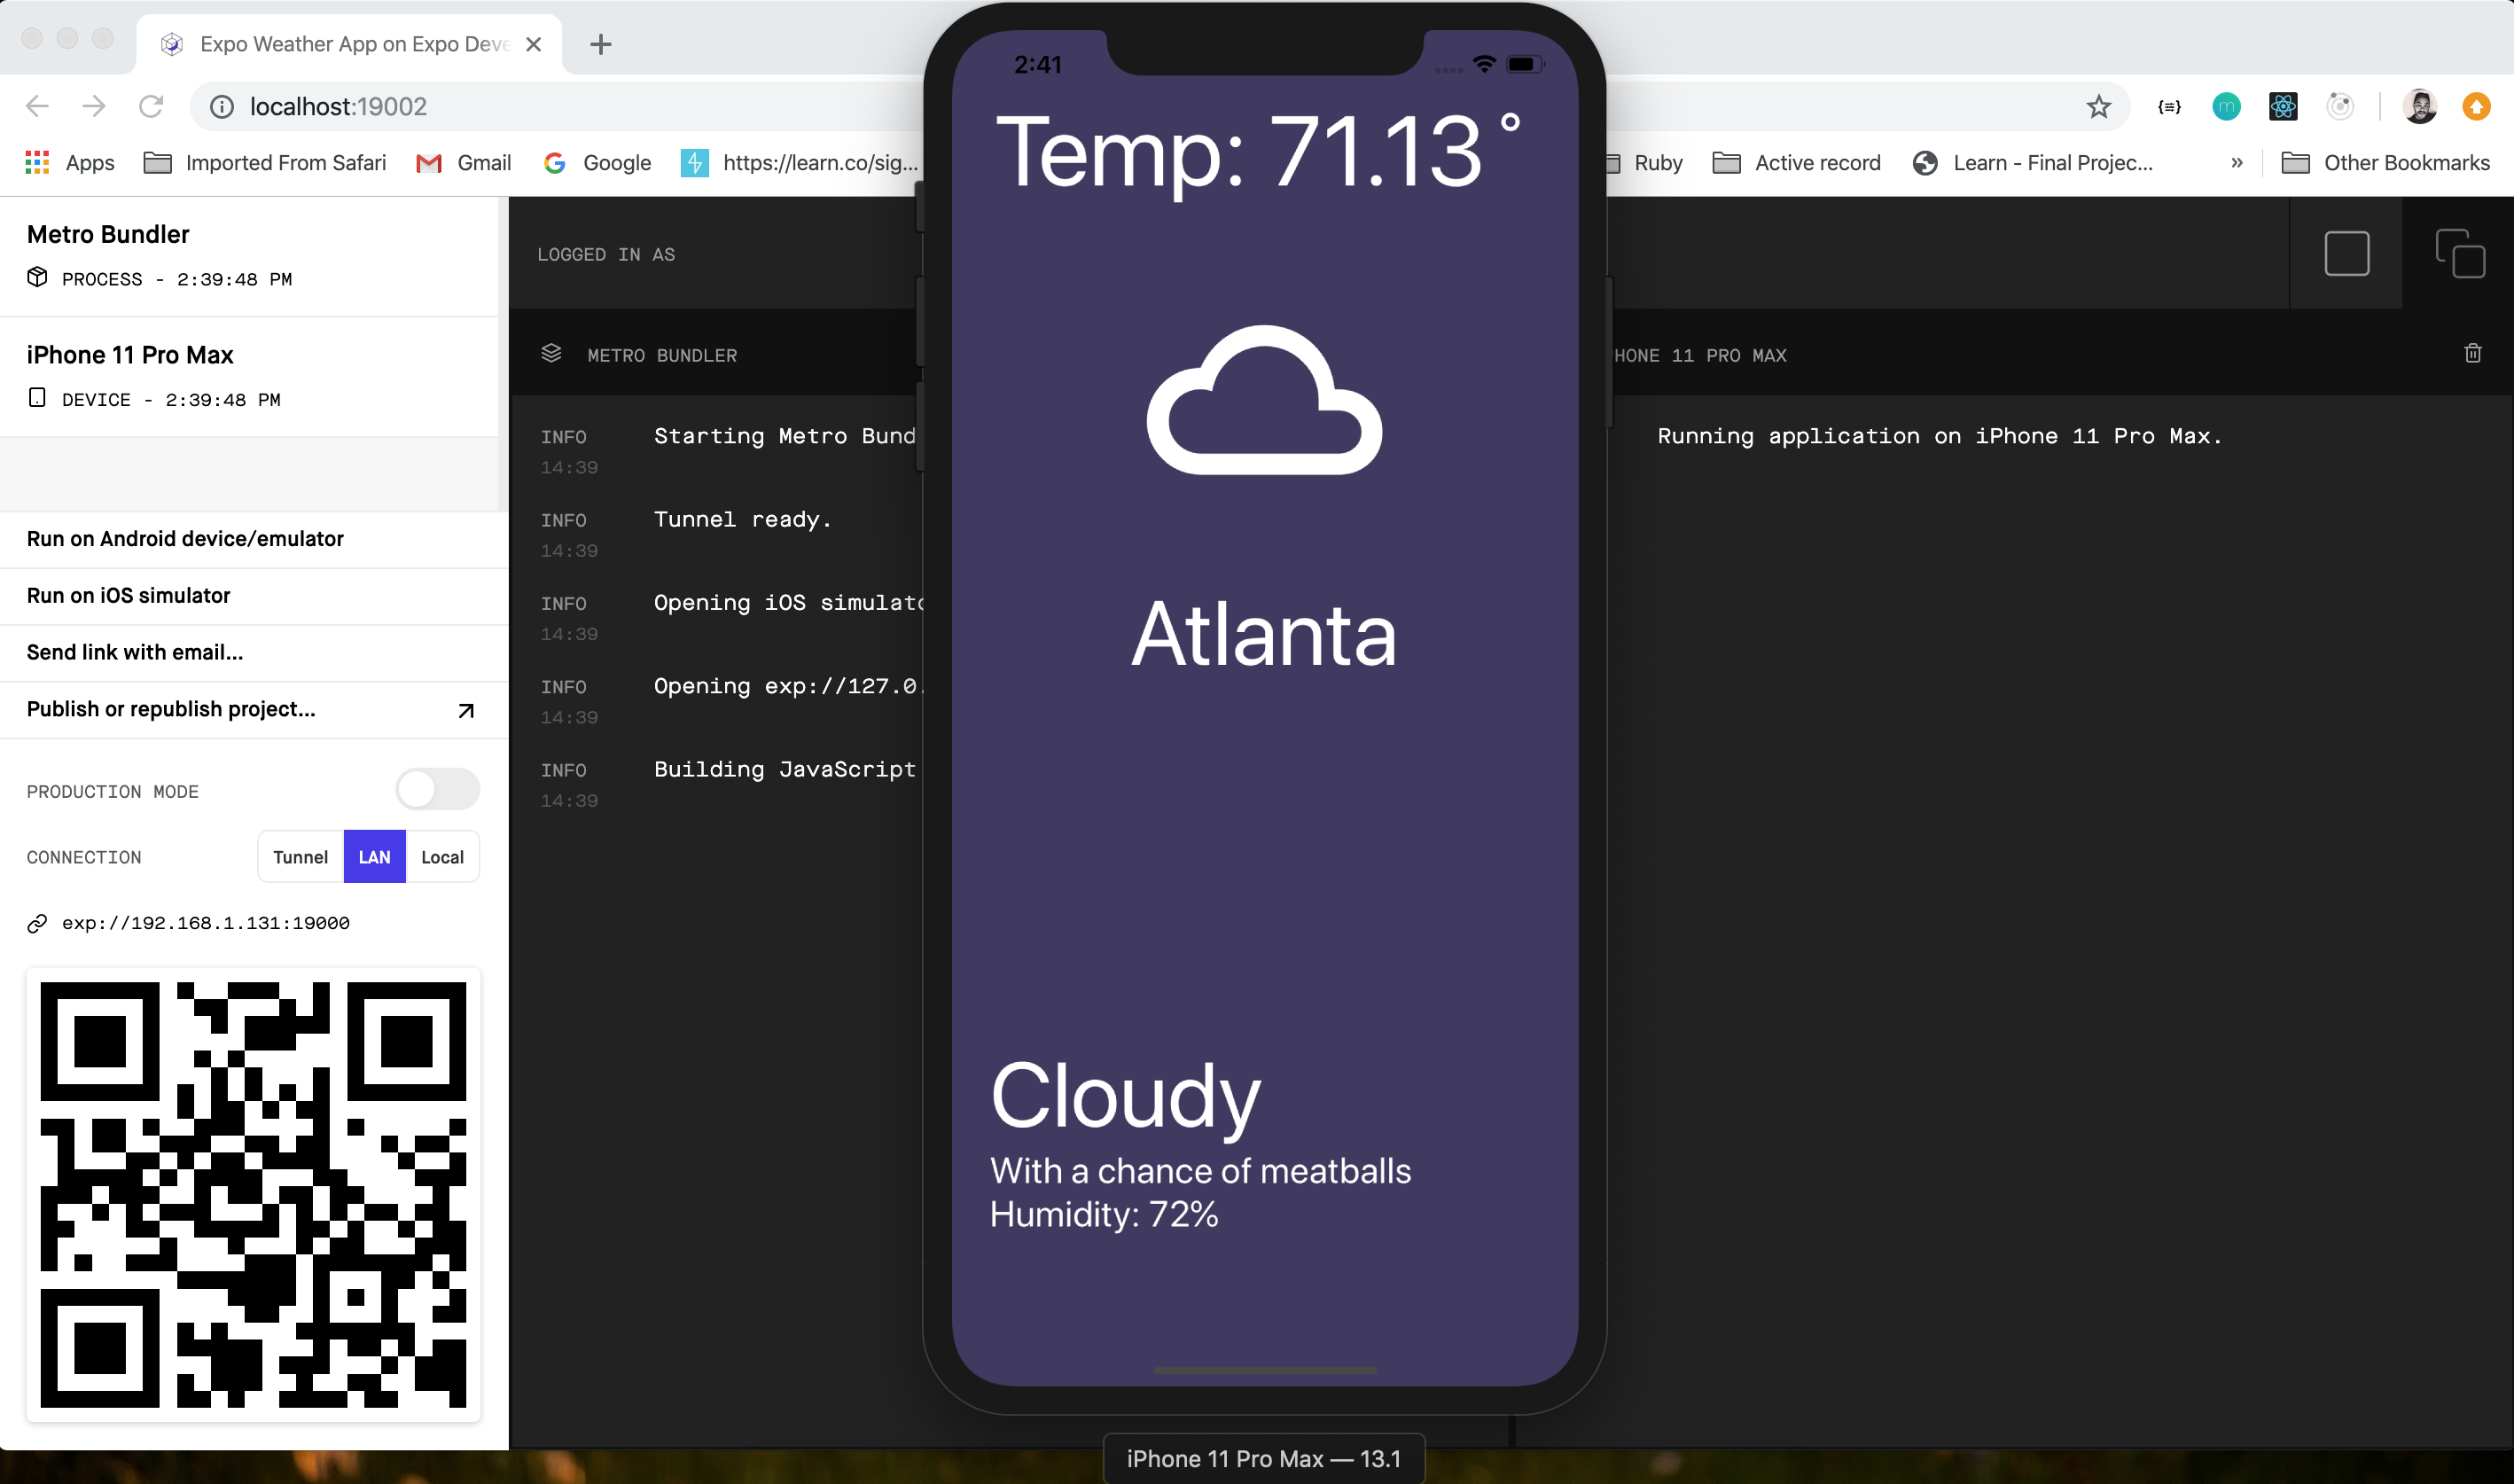 Expo Weather App on Expo Deve
localhost:19002
Apps
Imported From Safari
Gmail
Google
https://learn.co/sig...
Ruby
Active record
Learn - Final Projec...
»
Other Bookmarks
Metro Bundler
PROCESS - 2:39:48 PM
iPhone 11 Pro Max
DEVICE - 2:39:48 PM
Run on Android device/emulator
Run on iOS simulator
Send link with email...
Publish or republish project...
PRODUCTION MODE
CONNECTION
Tunnel
LAN
Local
exp://192.168.1.131:19000
LOGGED IN AS
METRO BUNDLER
INFO
14:39
Starting Metro Bund
INFO
14:39
Tunnel ready.
INFO
14:39
Opening iOS simulato
INFO
14:39
Opening exp://127.0.
INFO
14:39
Building JavaScript
2:41
Temp: 71.13°
Atlanta
Cloudy
With a chance of meatballs
Humidity: 72%
HONE 11 PRO MAX
Running application on iPhone 11 Pro Max.
iPhone 11 Pro Max — 13.1